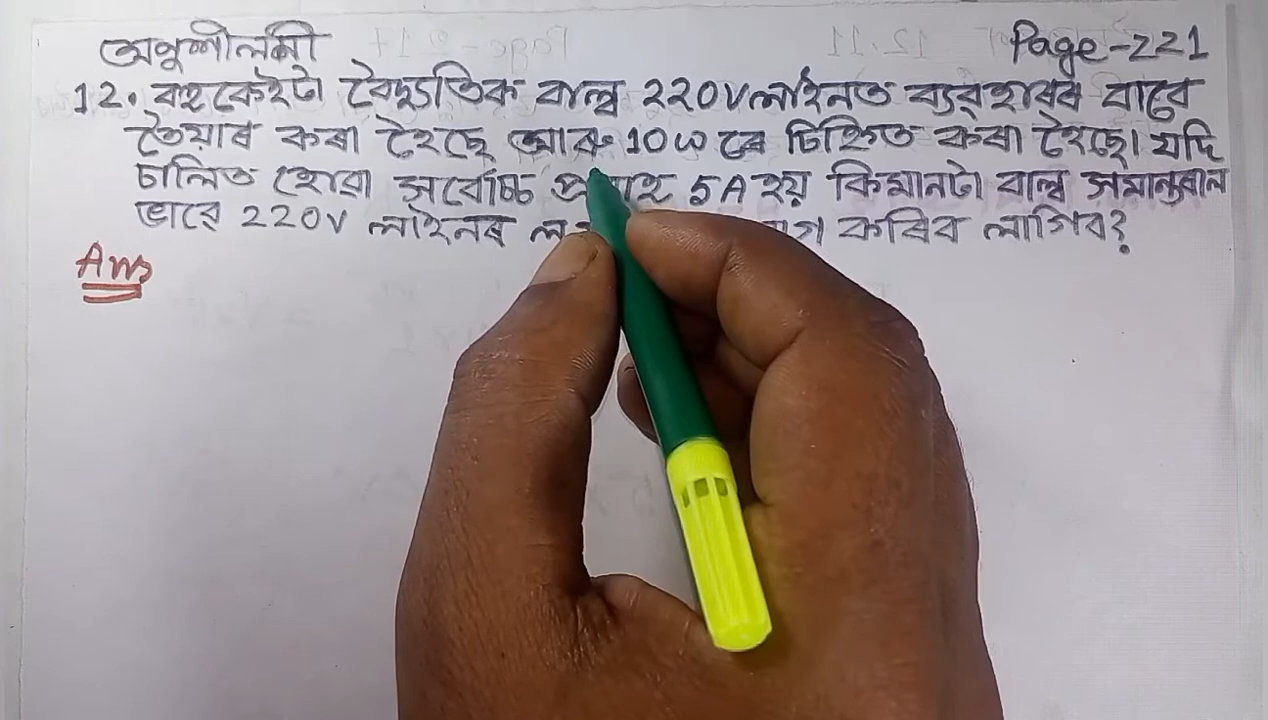 অনুশীলনী Page-221
12. বহুকেইটা বৈদ্যুতিক বাল্ব 220V লাইনত ব্যৱহাৰৰ বাবে
তৈয়াৰ কৰা হৈছে আৰু 10W ৰে চিহ্নিত কৰা হৈছে। যদি
চালিত হোৱা সৰ্বোচ্চ 5A হয় কিমানটা বাল্ব সমান্তৰাল
ভাৱে 220V লাইনৰ কৰিব লাগিব?
Ans